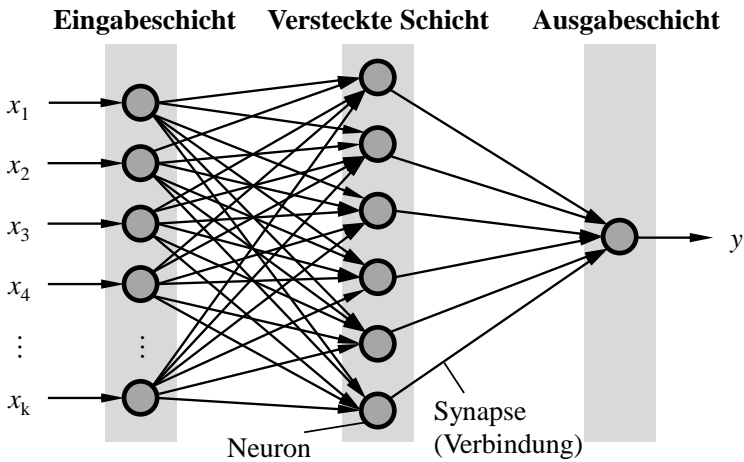 Eingabeschicht Versteckte Schicht Ausgabeschicht
x1
x2
x3
y
x4
⋮ ⋮
xk
Synapse
(Verbindung)
Neuron